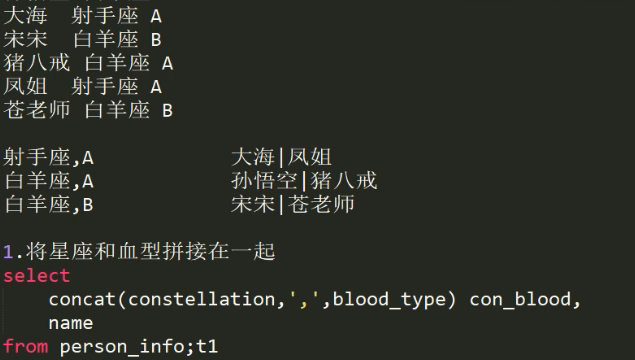 大海  射手座 A
宋宋  白羊座 B
猪八戒 白羊座 A
凤姐  射手座 A
苍老师 白羊座 B
射手座,A 大海|凤姐
白羊座,A 孙悟空|猪八戒
白羊座,B 宋宋|苍老师
1.将星座和血型拼接在一起
select
concat(constellation,',',blood_type) con_blood,
name
from person_info;t1